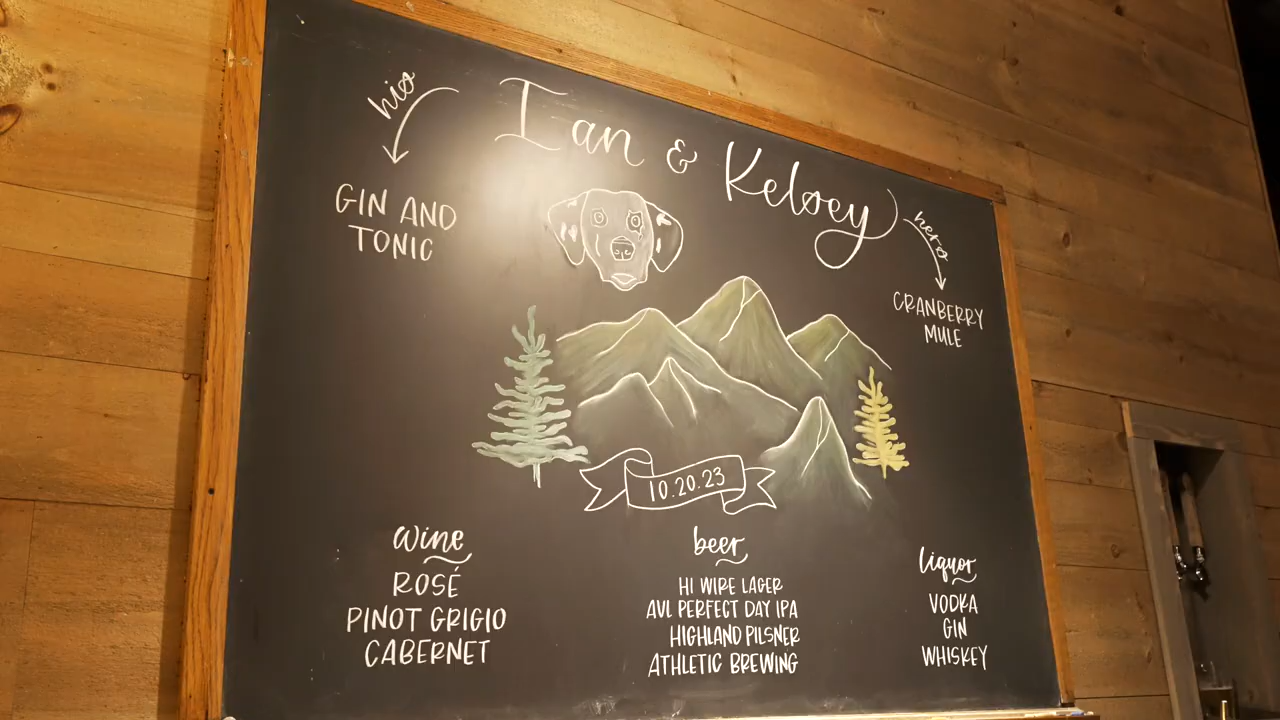 his
Ian & Kelsey
hers
GIN AND
TONIC
CRANBERRY
MULE
10.20.23
wine
ROSÉ
PINOT GRIGIO
CABERNET
beer
HI WIRE LAGER
AVL PERFECT DAY IPA
HIGHLAND PILSNER
ATHLETIC BREWING
liquor
VODKA
GIN
WHISKEY